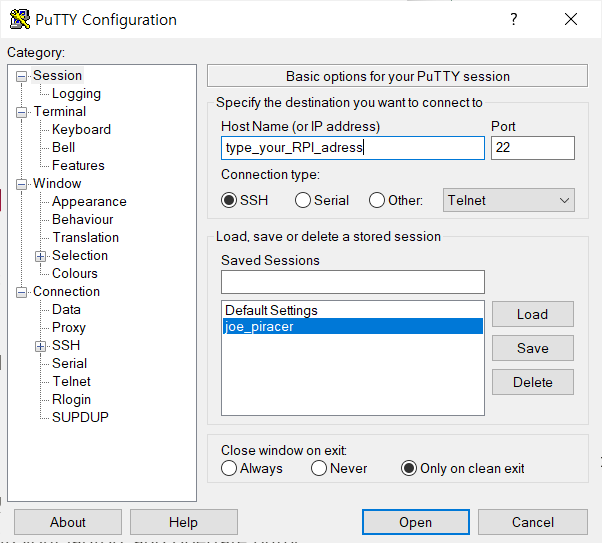 PuTTY Configuration
?
Category:
Session
Logging
Terminal
Keyboard
Bell
Features
Window
Appearance
Behaviour
Translation
Selection
Colours
Connection
Data
Proxy
SSH
Serial
Telnet
Rlogin
SUPDUP
Basic options for your PuTTY session
Specify the destination you want to connect to
Host Name (or IP address) Port
type_your_RPI_adress 22
Connection type:
SSH Serial Other: Telnet
Load, save or delete a stored session
Saved Sessions
Default Settings
joe_piracer
Load
Save
Delete
Close window on exit:
Always Never Only on clean exit
About Help Open Cancel